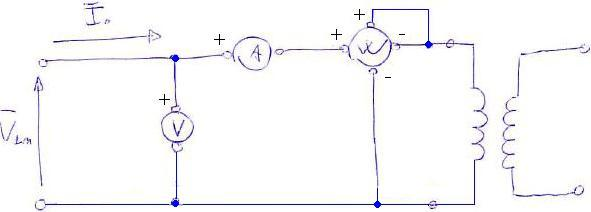 I₀
+
A
+
+
W
-
-
+
V
V₁ₙ